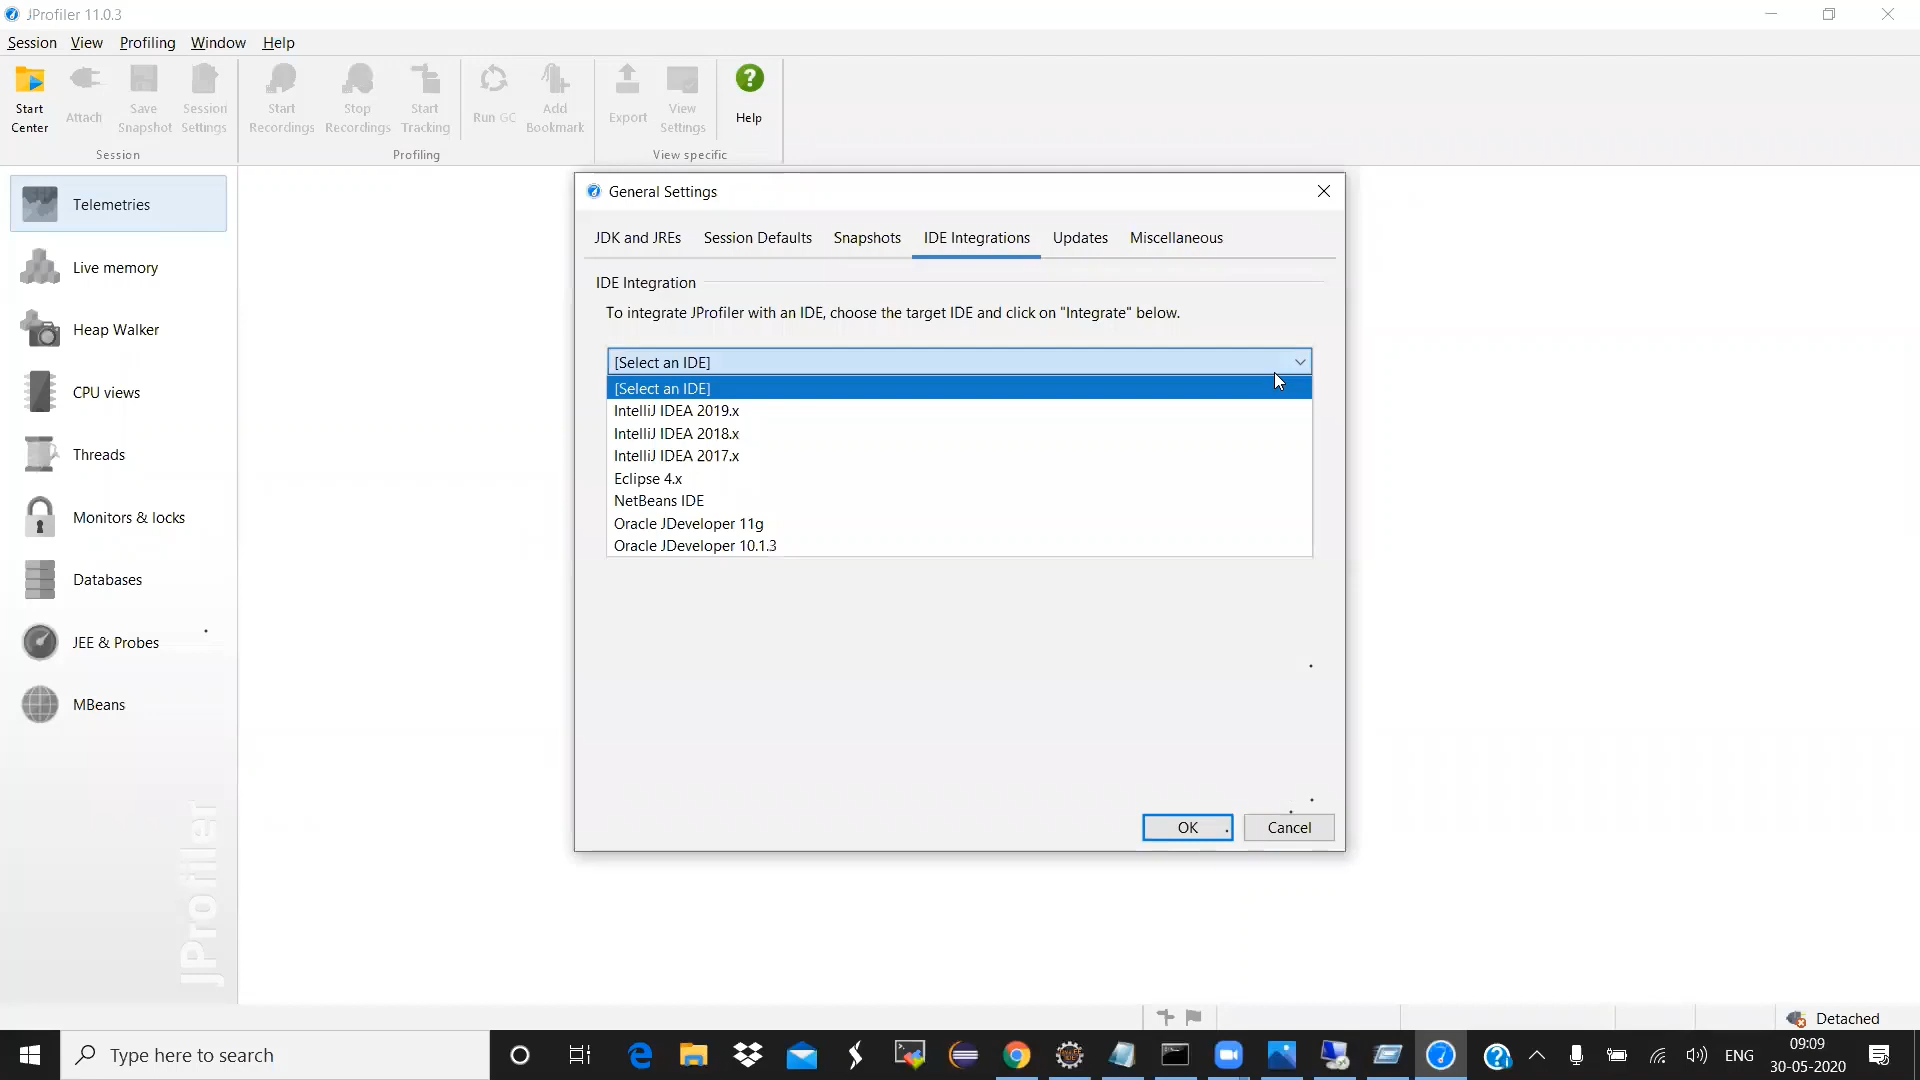 JProfiler 11.0.3
Session View Profiling Window Help
Start Center
Attach
Save Snapshot
Session Settings
Start Recordings
Stop Recordings
Start Tracking
Run GC
Add Bookmark
Export
View Settings
Help
Session
Profiling
View specific
Telemetries
Live memory
Heap Walker
CPU views
Threads
Monitors & locks
Databases
JEE & Probes
MBeans
JProfiler
General Settings
JDK and JREs Session Defaults Snapshots IDE Integrations Updates Miscellaneous
IDE Integration
To integrate JProfiler with an IDE, choose the target IDE and click on "Integrate" below.
[Select an IDE]
[Select an IDE]
IntelliJ IDEA 2019.x
IntelliJ IDEA 2018.x
IntelliJ IDEA 2017.x
Eclipse 4.x
NetBeans IDE
Oracle JDeveloper 11g
Oracle JDeveloper 10.1.3
OK Cancel
Detached
Type here to search
ENG
09:09
30-05-2020